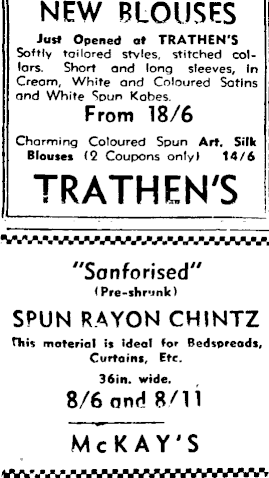 NEW BLOUSES
Just Opened at TRATHEN'S
Softly tailored styles, stitched col-
lars. Short and long sleeves, in
Cream, White and Coloured Satins
and White Spun Kabes.
From 18/6
Charming Coloured Spun Art. Silk
Blouses (2 Coupons only) 14/6
TRATHEN'S
"Sanforised"
(Pre-shrunk)
SPUN RAYON CHINTZ
This material is ideal for Bedspreads,
Curtains, Etc.
36in. wide.
8/6 and 8/11
McKAY'S